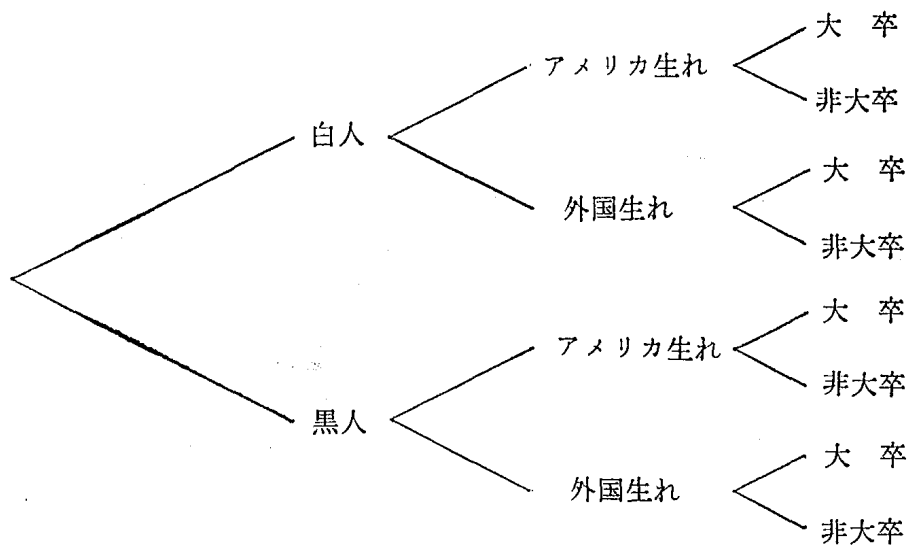 大 卒
アメリカ生れ
非大卒
白人
大 卒
外国生れ
非大卒
大 卒
アメリカ生れ
非大卒
黒人
大 卒
外国生れ
非大卒